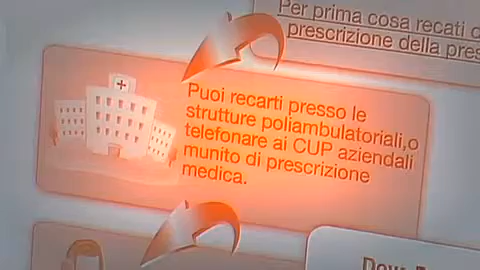 Per prima cosa recati
prescrizione della pres
Puoi recarti presso le
strutture poliambulatoriali,o
telefonare ai CUP aziendali
munito di prescrizione
medica.